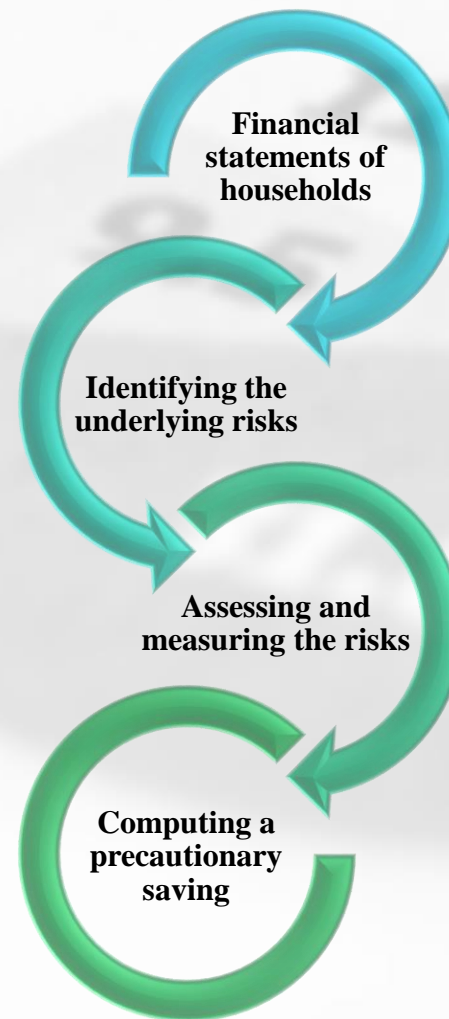 Financial
statements of
households
Identifying the
underlying risks
Assessing and
measuring the risks
Computing a
precautionary
saving